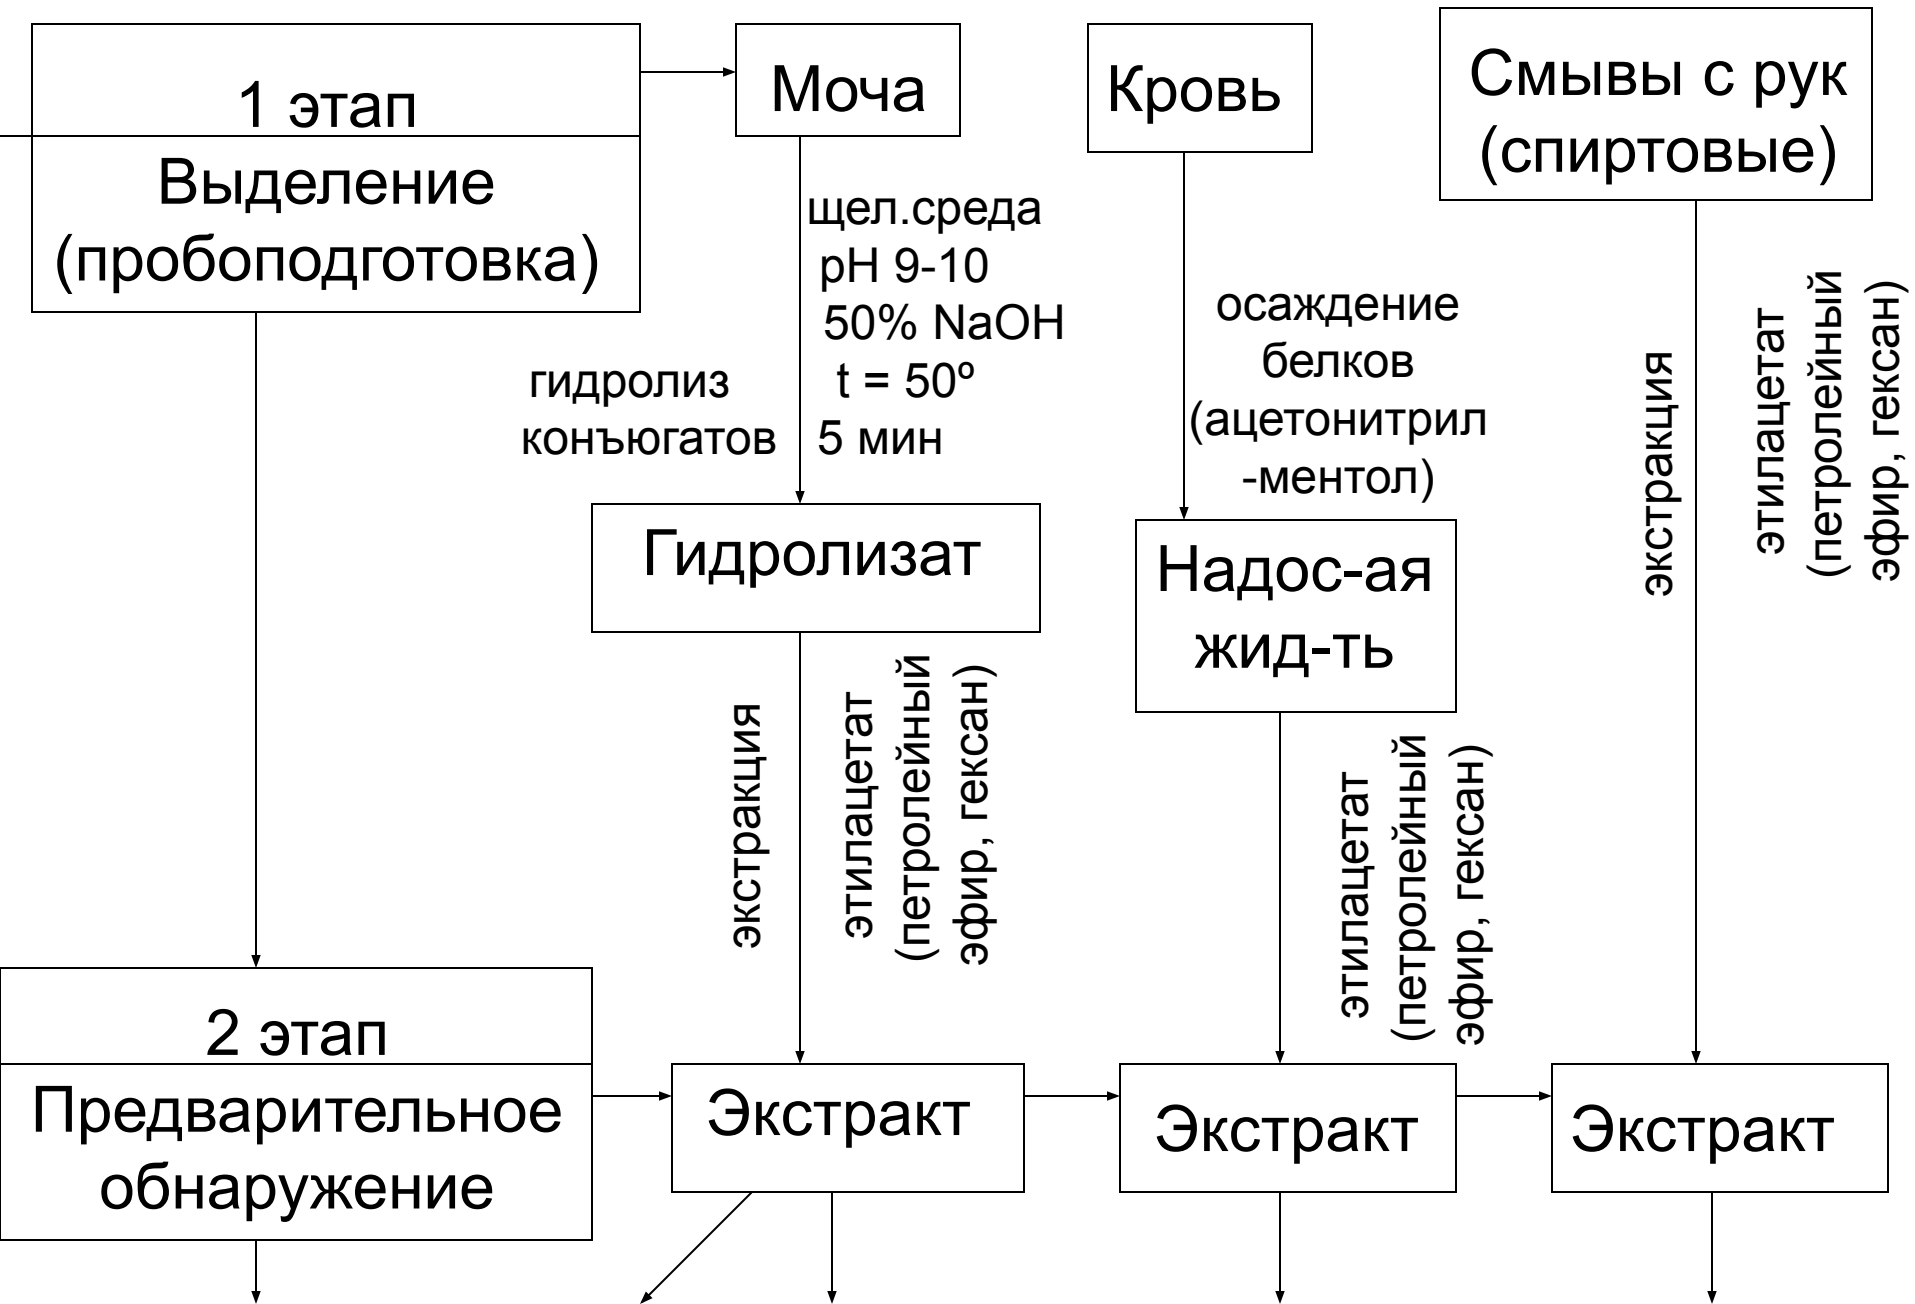 1 этап
Выделение
(пробоподготовка)
Моча
Кровь
Смывы с рук
(спиртовые)
гидролиз
конъюгатов
щел.среда
pH 9-10
50% NaOH
t = 50º
5 мин
осаждение
белков
(ацетонитрил
-ментол)
экстракция
этилацетат
(петролейный
эфир, гексан)
Гидролизат
Надос-ая
жид-ть
экстракция
этилацетат
(петролейный
эфир, гексан)
этилацетат
(петролейный
эфир, гексан)
2 этап
Предварительное
обнаружение
Экстракт
Экстракт
Экстракт